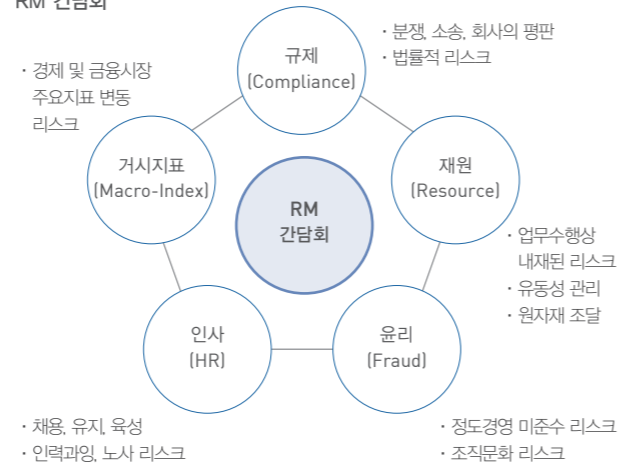 RM 간담회
· 분쟁, 소송, 회사의 평판
· 법률적 리스크
규제
(Compliance)
· 경제 및 금융시장
주요지표 변동
리스크
거시지표
(Macro-Index)
재원
(Resource)
RM
간담회
· 업무수행상
내재된 리스크
· 유동성 관리
· 원자재 조달
인사
(HR)
윤리
(Fraud)
· 채용, 유지, 육성
· 인력과잉, 노사 리스크
· 정도경영 미준수 리스크
· 조직문화 리스크